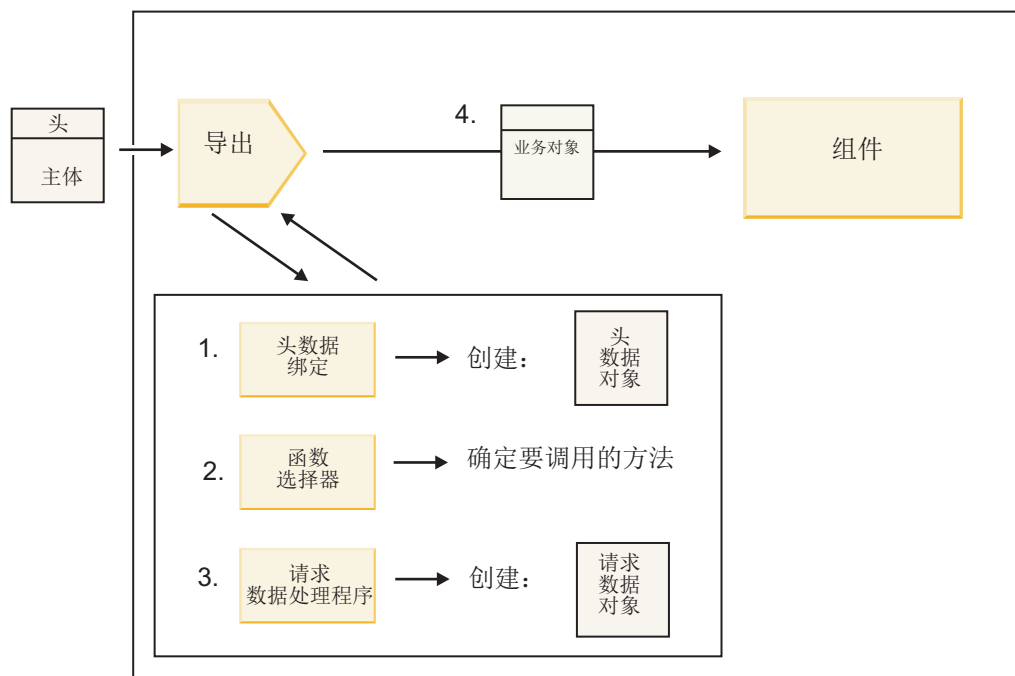 头
主体
导出
4.
业务对象
组件
1.
头数据
绑定
创建：
头
数据
对象
2.
函数
选择器
确定要调用的方法
3.
请求
数据处理程序
创建：
请求
数据
对象